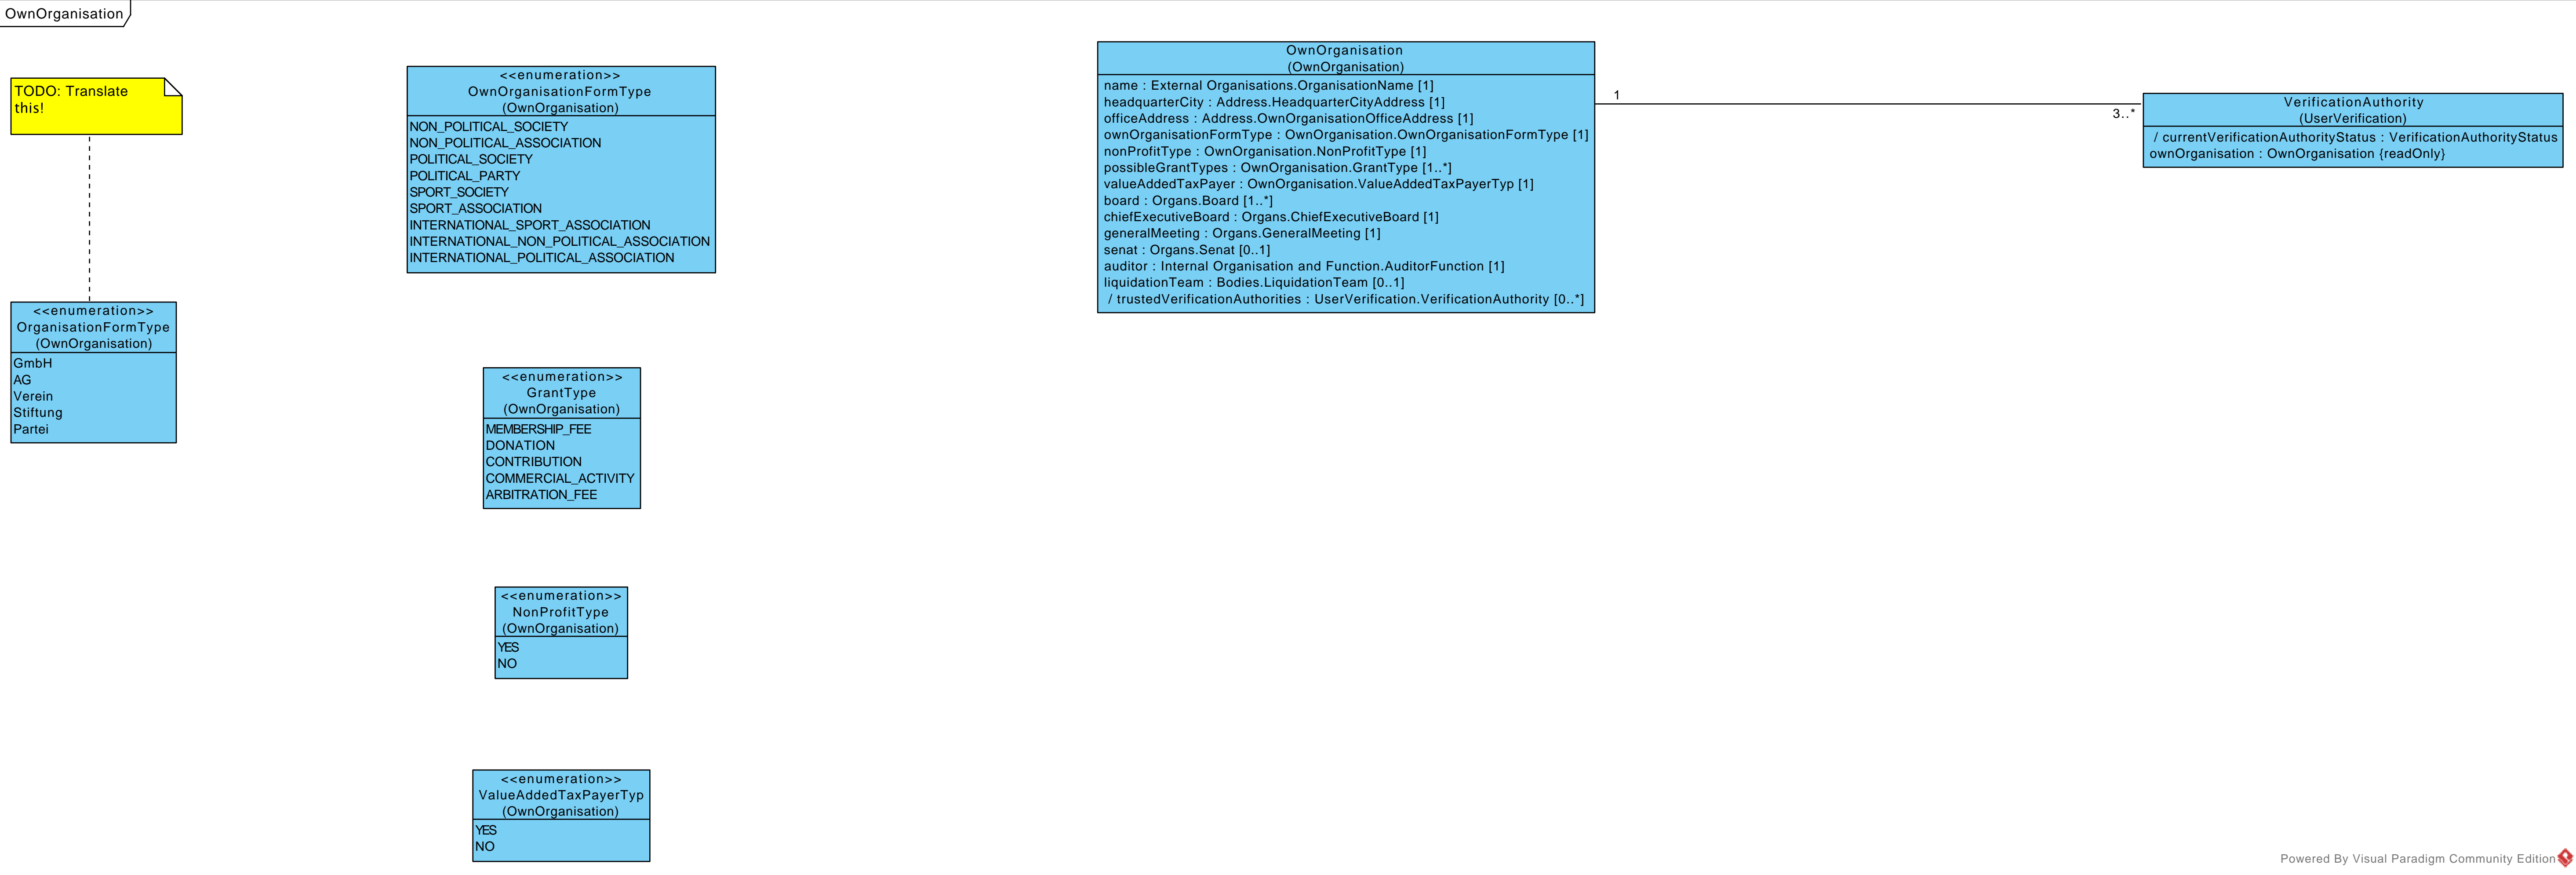 OwnOrganisation
TODO: Translate
this!
<<enumeration>>
OrganisationFormType
(OwnOrganisation)
GmbH
AG
Verein
Stiftung
Partei
<<enumeration>>
OwnOrganisationFormType
(OwnOrganisation)
NON_POLITICAL_SOCIETY
NON_POLITICAL_ASSOCIATION
POLITICAL_SOCIETY
POLITICAL_PARTY
SPORT_SOCIETY
SPORT_ASSOCIATION
INTERNATIONAL_SPORT_ASSOCIATION
INTERNATIONAL_NON_POLITICAL_ASSOCIATION
INTERNATIONAL_POLITICAL_ASSOCIATION
<<enumeration>>
GrantType
(OwnOrganisation)
MEMBERSHIP_FEE
DONATION
CONTRIBUTION
COMMERCIAL_ACTIVITY
ARBITRATION_FEE
<<enumeration>>
NonProfitType
(OwnOrganisation)
YES
NO
<<enumeration>>
ValueAddedTaxPayerTyp
(OwnOrganisation)
YES
NO
OwnOrganisation
(OwnOrganisation)
name : External Organisations.OrganisationName [1]
headquarterCity : Address.HeadquarterCityAddress [1]
officeAddress : Address.OwnOrganisationOfficeAddress [1]
ownOrganisationFormType : OwnOrganisation.OwnOrganisationFormType [1]
nonProfitType : OwnOrganisation.NonProfitType [1]
possibleGrantTypes : OwnOrganisation.GrantType [1..*]
valueAddedTaxPayer : OwnOrganisation.ValueAddedTaxPayerTyp [1]
board : Organs.Board [1..*]
chiefExecutiveBoard : Organs.ChiefExecutiveBoard [1]
generalMeeting : Organs.GeneralMeeting [1]
senat : Organs.Senat [0..1]
auditor : Internal Organisation and Function.AuditorFunction [1]
liquidationTeam : Bodies.LiquidationTeam [0..1]
/ trustedVerificationAuthorities : UserVerification.VerificationAuthority [0..*]
1
3..*
VerificationAuthority
(UserVerification)
/ currentVerificationAuthorityStatus : VerificationAuthorityStatus
ownOrganisation : OwnOrganisation {readOnly}
Powered By Visual Paradigm Community Edition